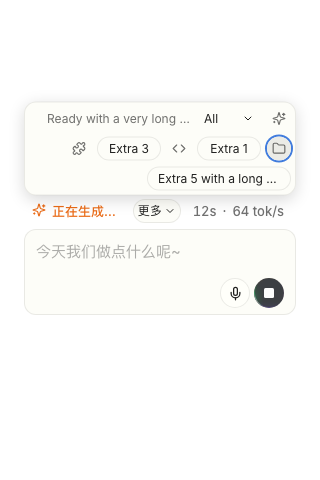 Ready with a very long ... All
Extra 3 Extra 1
Extra 5 with a long ...
正在生成... 更多 12s · 64 tok/s
今天我们做点什么呢~